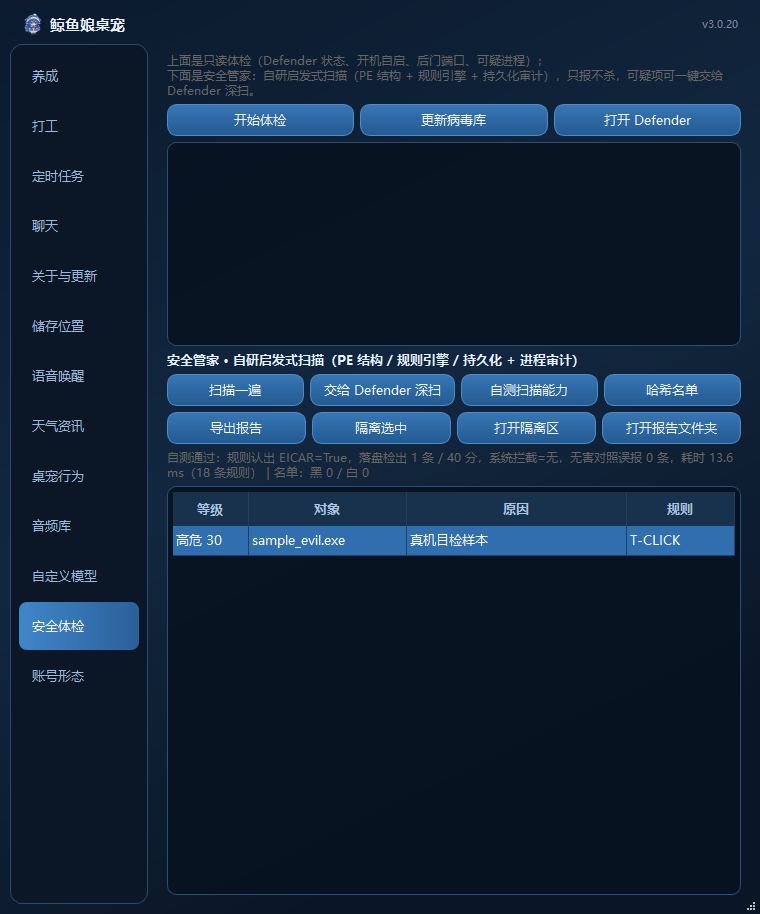 鲸鱼娘桌宠
v3.0.20
养成
打工
定时任务
聊天
关于与更新
储存位置
语音唤醒
天气资讯
桌宠行为
音频库
自定义模型
安全体检
账号形态
上面是只读体检（Defender 状态、开机自启、后门端口、可疑进程）；
下面是安全管家：自研启发式扫描（PE 结构 + 规则引擎 + 持久化审计），只报不杀，可疑项可一键交给
Defender 深扫。
开始体检
更新病毒库
打开 Defender
安全管家 · 自研启发式扫描（PE 结构 / 规则引擎 / 持久化 + 进程审计）
扫描一遍
交给 Defender 深扫
自测扫描能力
哈希名单
导出报告
隔离选中
打开隔离区
打开报告文件夹
自测通过：规则认出 EICAR=True，落盘检出 1 条 / 40 分，系统拦截=无，无害对照误报 0 条，耗时 13.6
ms（18 条规则） | 名单：黑 0 / 白 0
等级 对象 原因 规则
高危 30 sample_evil.exe 真机目检样本 T-CLICK